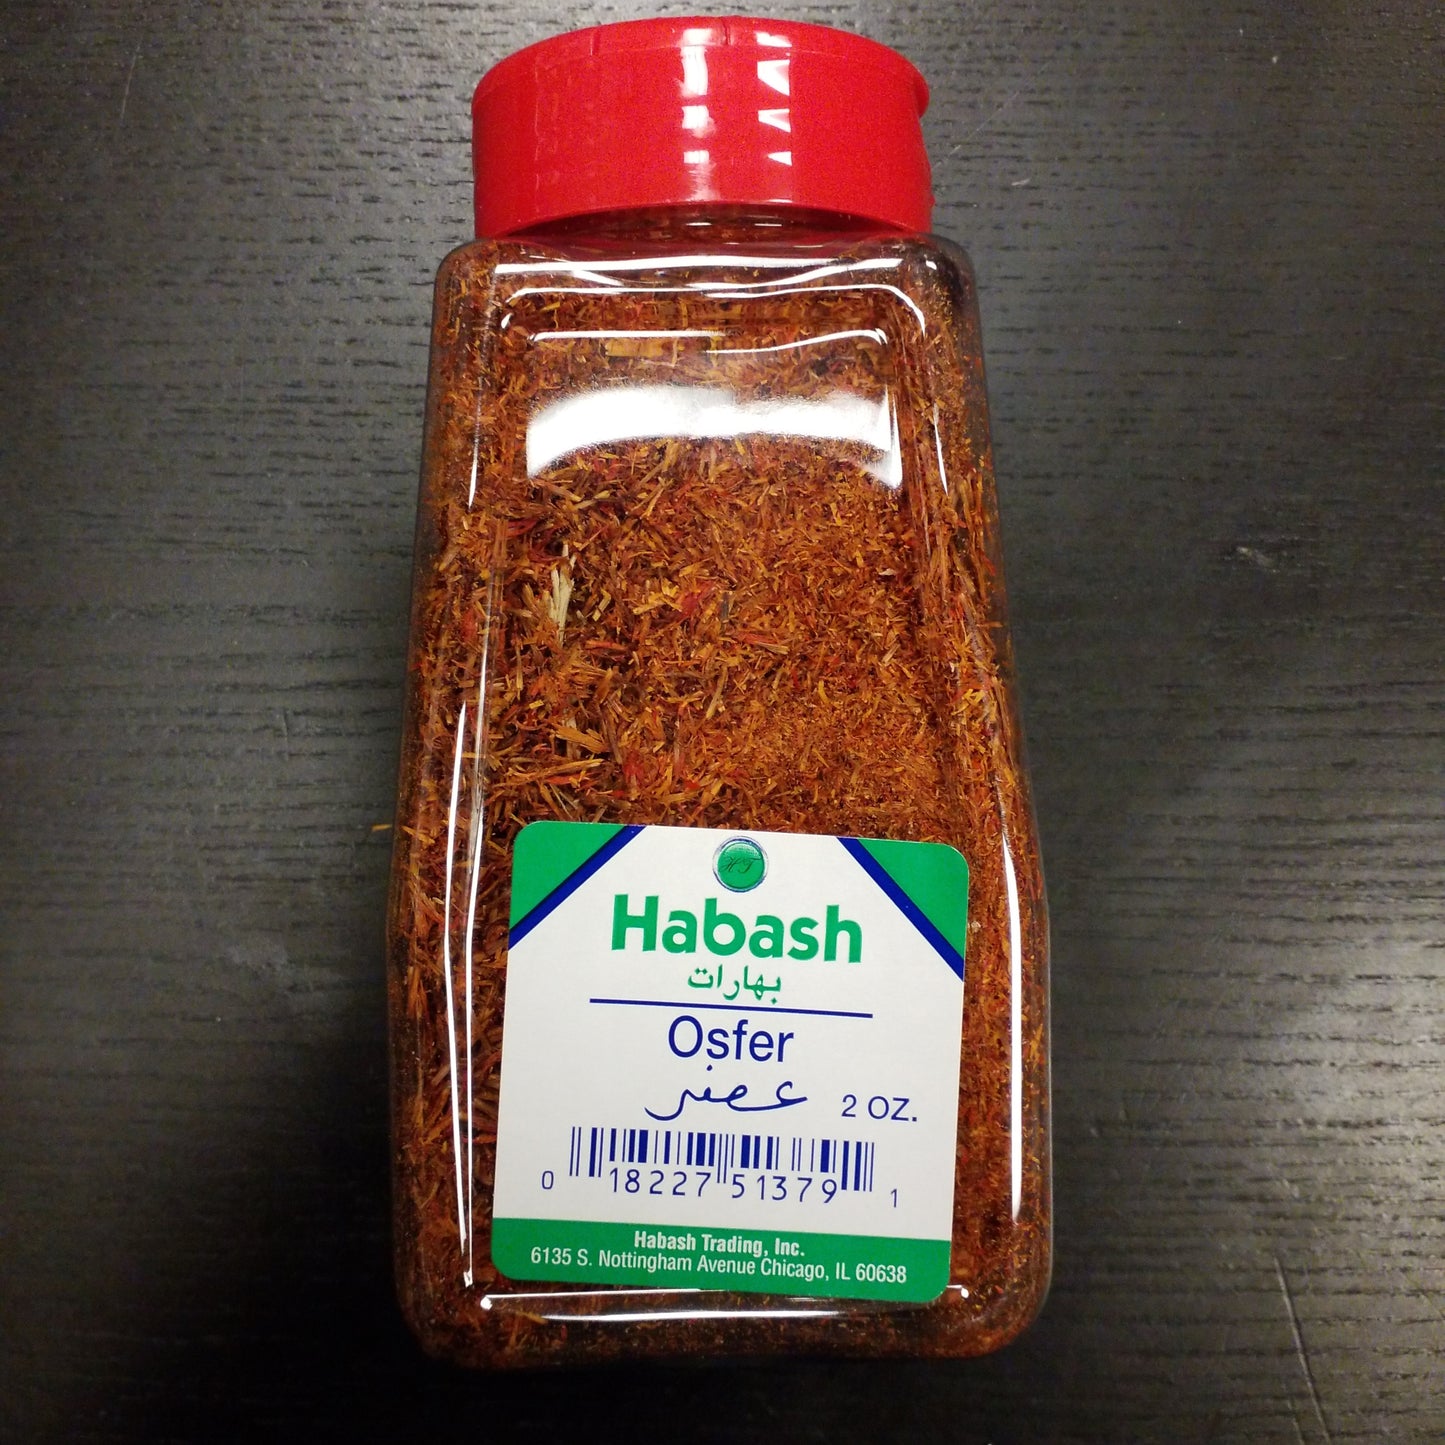 HT
Habash
بهارات
Osfer
عصفر
2 OZ.
0 18227 51379 1
Habash Trading, Inc.
6135 S. Nottingham Avenue Chicago, IL 60638